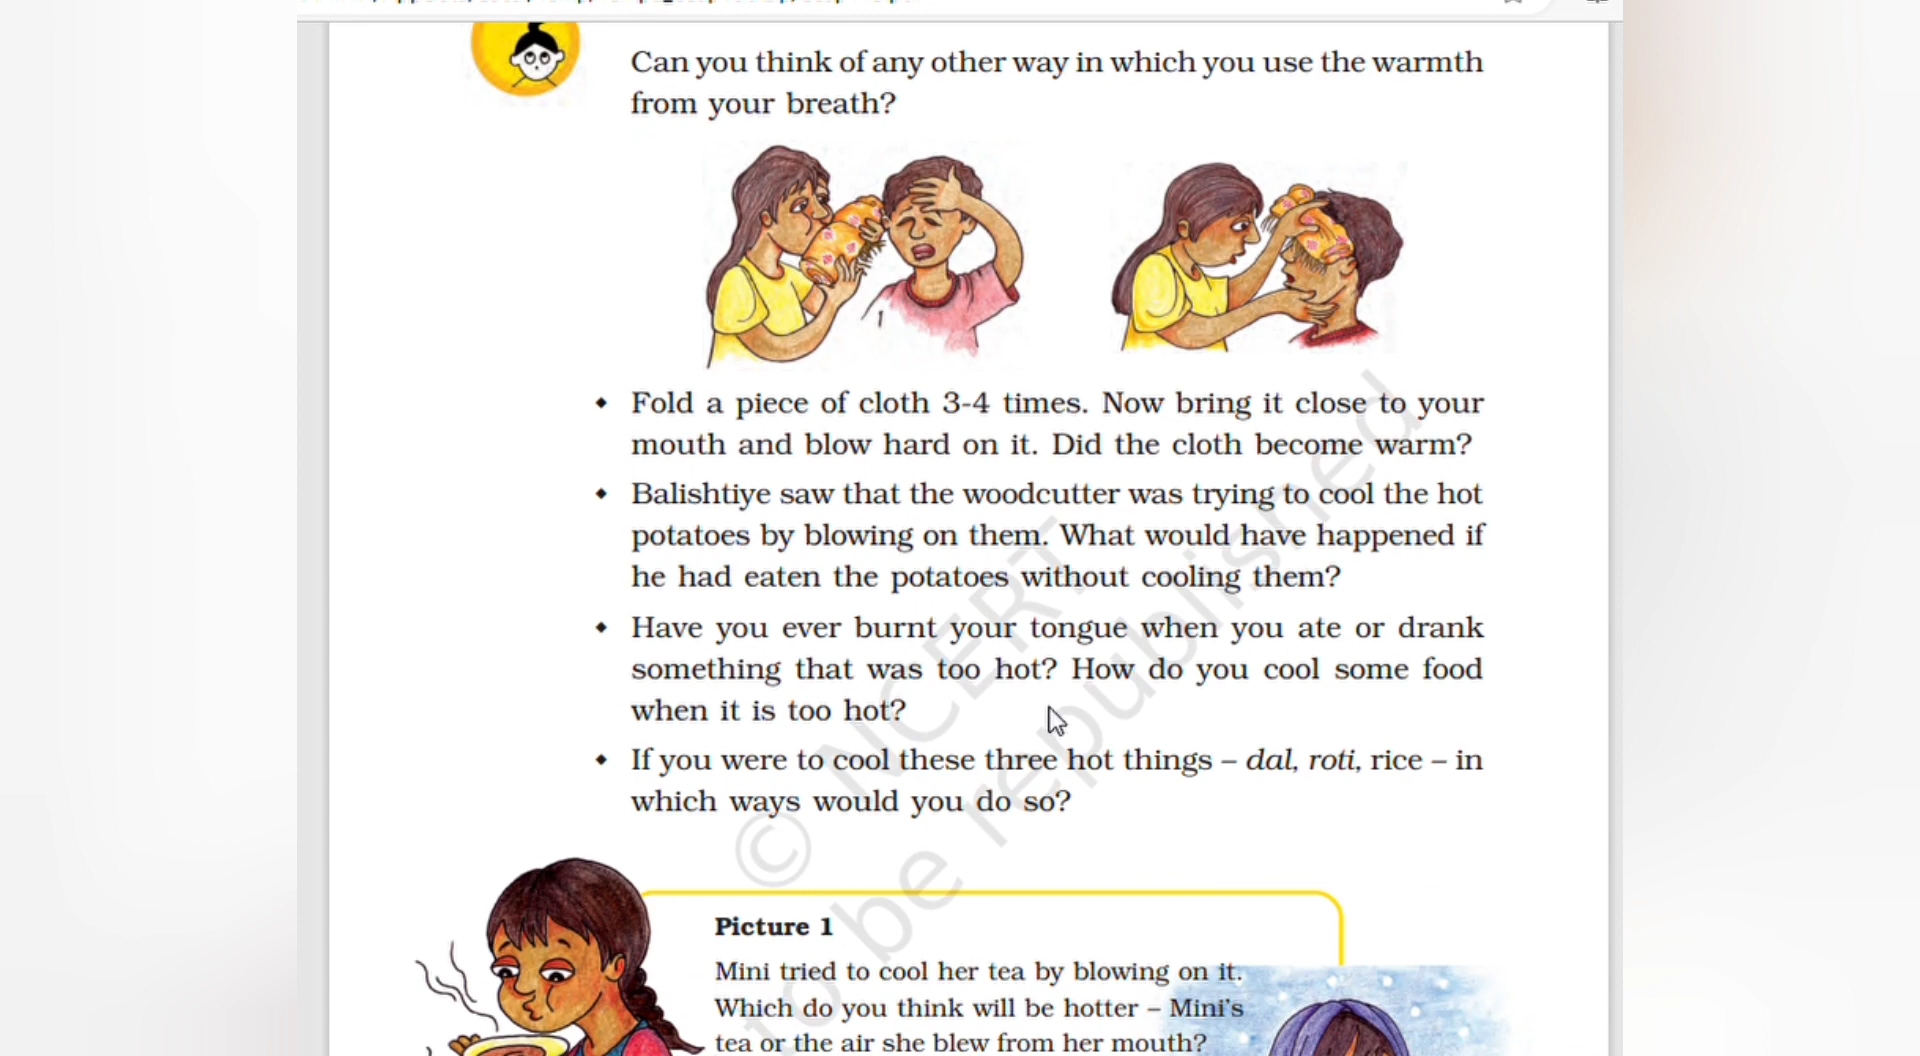 Can you think of any other way in which you use the warmth
from your breath?
• Fold a piece of cloth 3-4 times. Now bring it close to your
mouth and blow hard on it. Did the cloth become warm?
• Balishtiye saw that the woodcutter was trying to cool the hot
potatoes by blowing on them. What would have happened if
he had eaten the potatoes without cooling them?
• Have you ever burnt your tongue when you ate or drank
something that was too hot? How do you cool some food
when it is too hot?
• If you were to cool these three hot things – dal, roti, rice – in
which ways would you do so?
© NCERT
to be republished
Picture 1
Mini tried to cool her tea by blowing on it.
Which do you think will be hotter – Mini's
tea or the air she blew from her mouth?